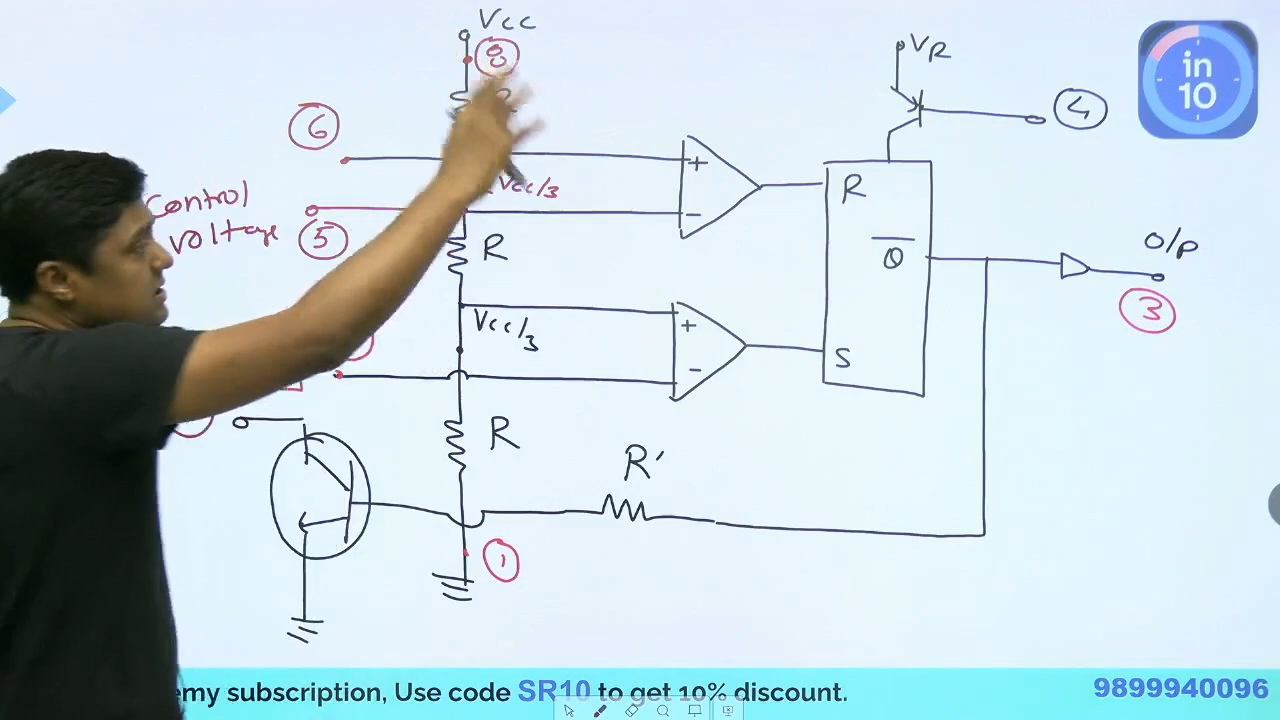 Vcc
8
VR
in
10
6
4
R
+
Vcc/3
R
Control
voltage
5
-
R
Q
O/P
3
Vcc/3
+
S
-
R
R'
1
emy subscription, Use code SR10 to get 10% discount.
9899940096